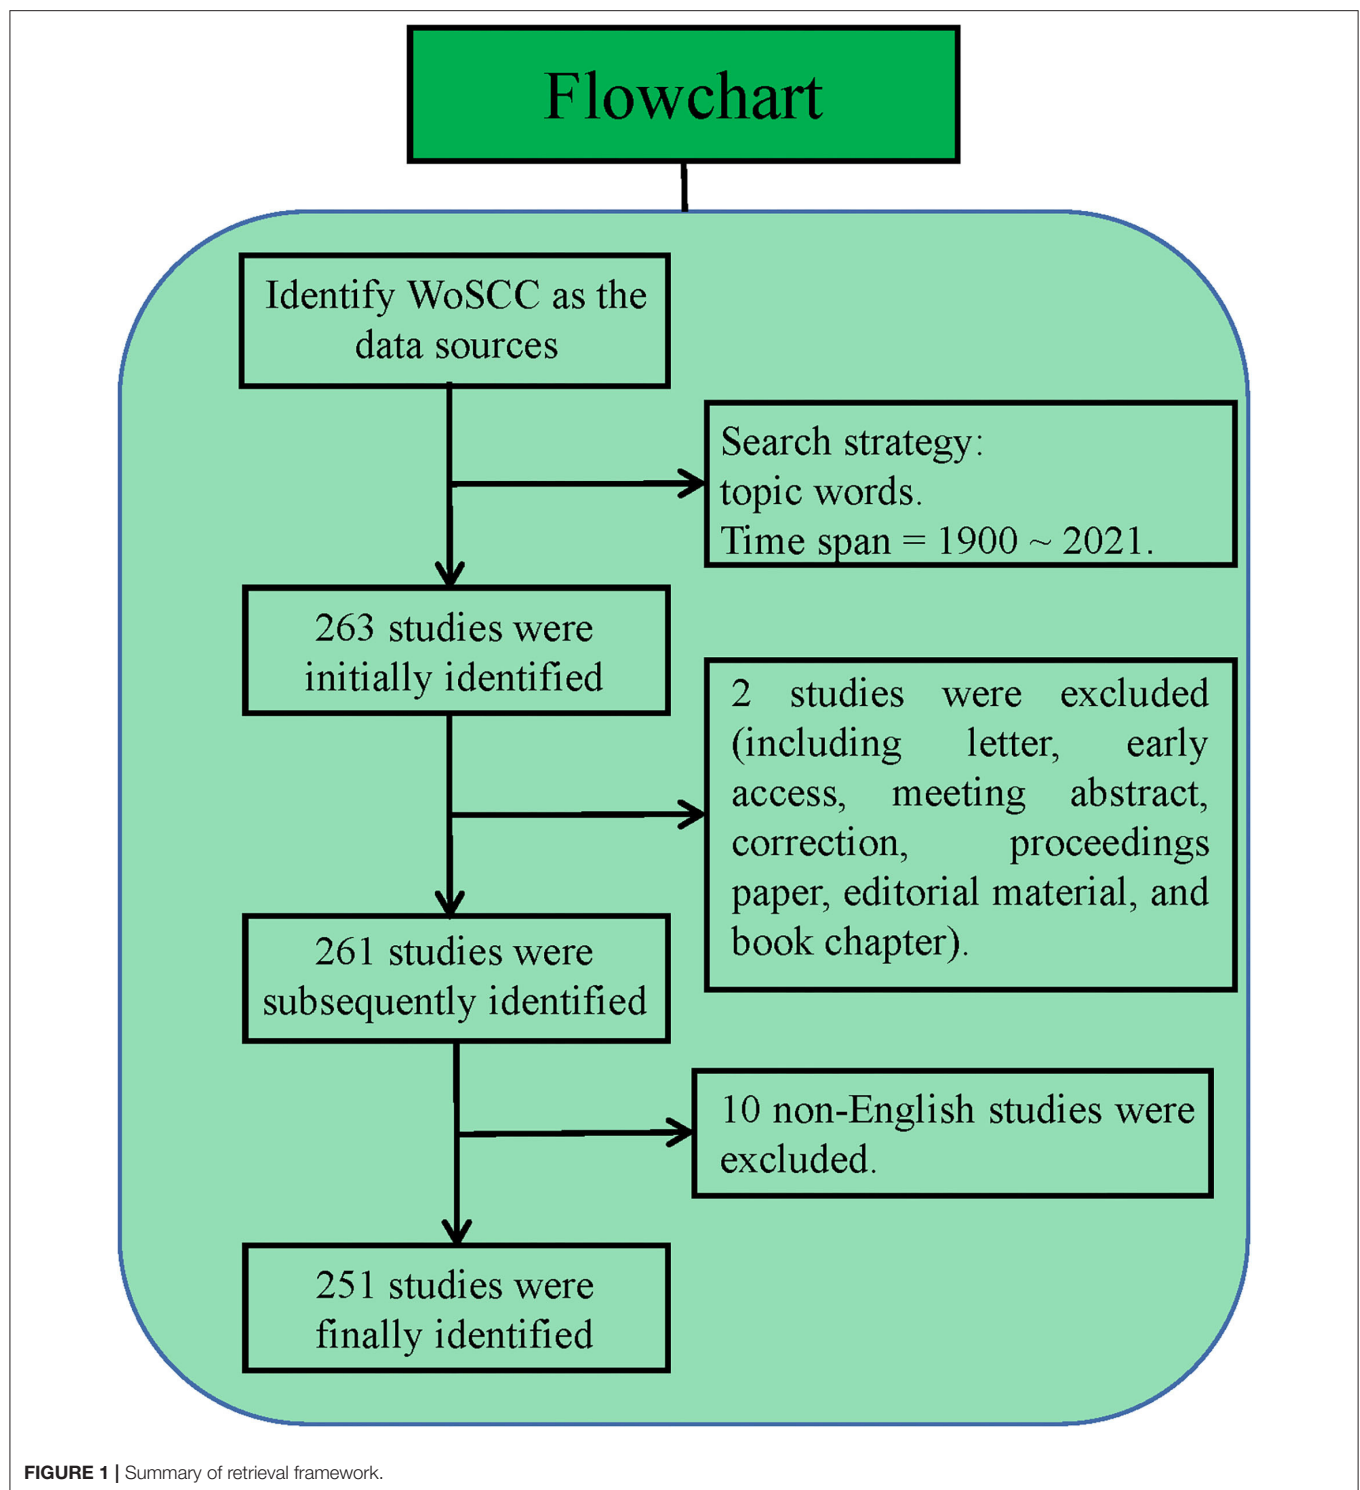 Flowchart
Identify WoSCC as the
data sources
Search strategy:
topic words.
Time span = 1900 ~ 2021.
263 studies were
initially identified
2 studies were excluded
(including letter, early
access, meeting abstract,
correction, proceedings
paper, editorial material, and
book chapter).
261 studies were
subsequently identified
10 non-English studies were
excluded.
251 studies were
finally identified
FIGURE 1 | Summary of retrieval framework.